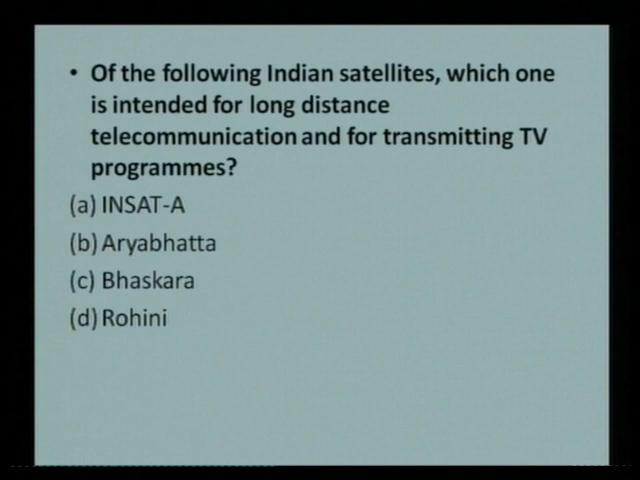 • Of the following Indian satellites, which one
is intended for long distance
telecommunication and for transmitting TV
programmes?
(a) INSAT-A
(b) Aryabhatta
(c) Bhaskara
(d) Rohini